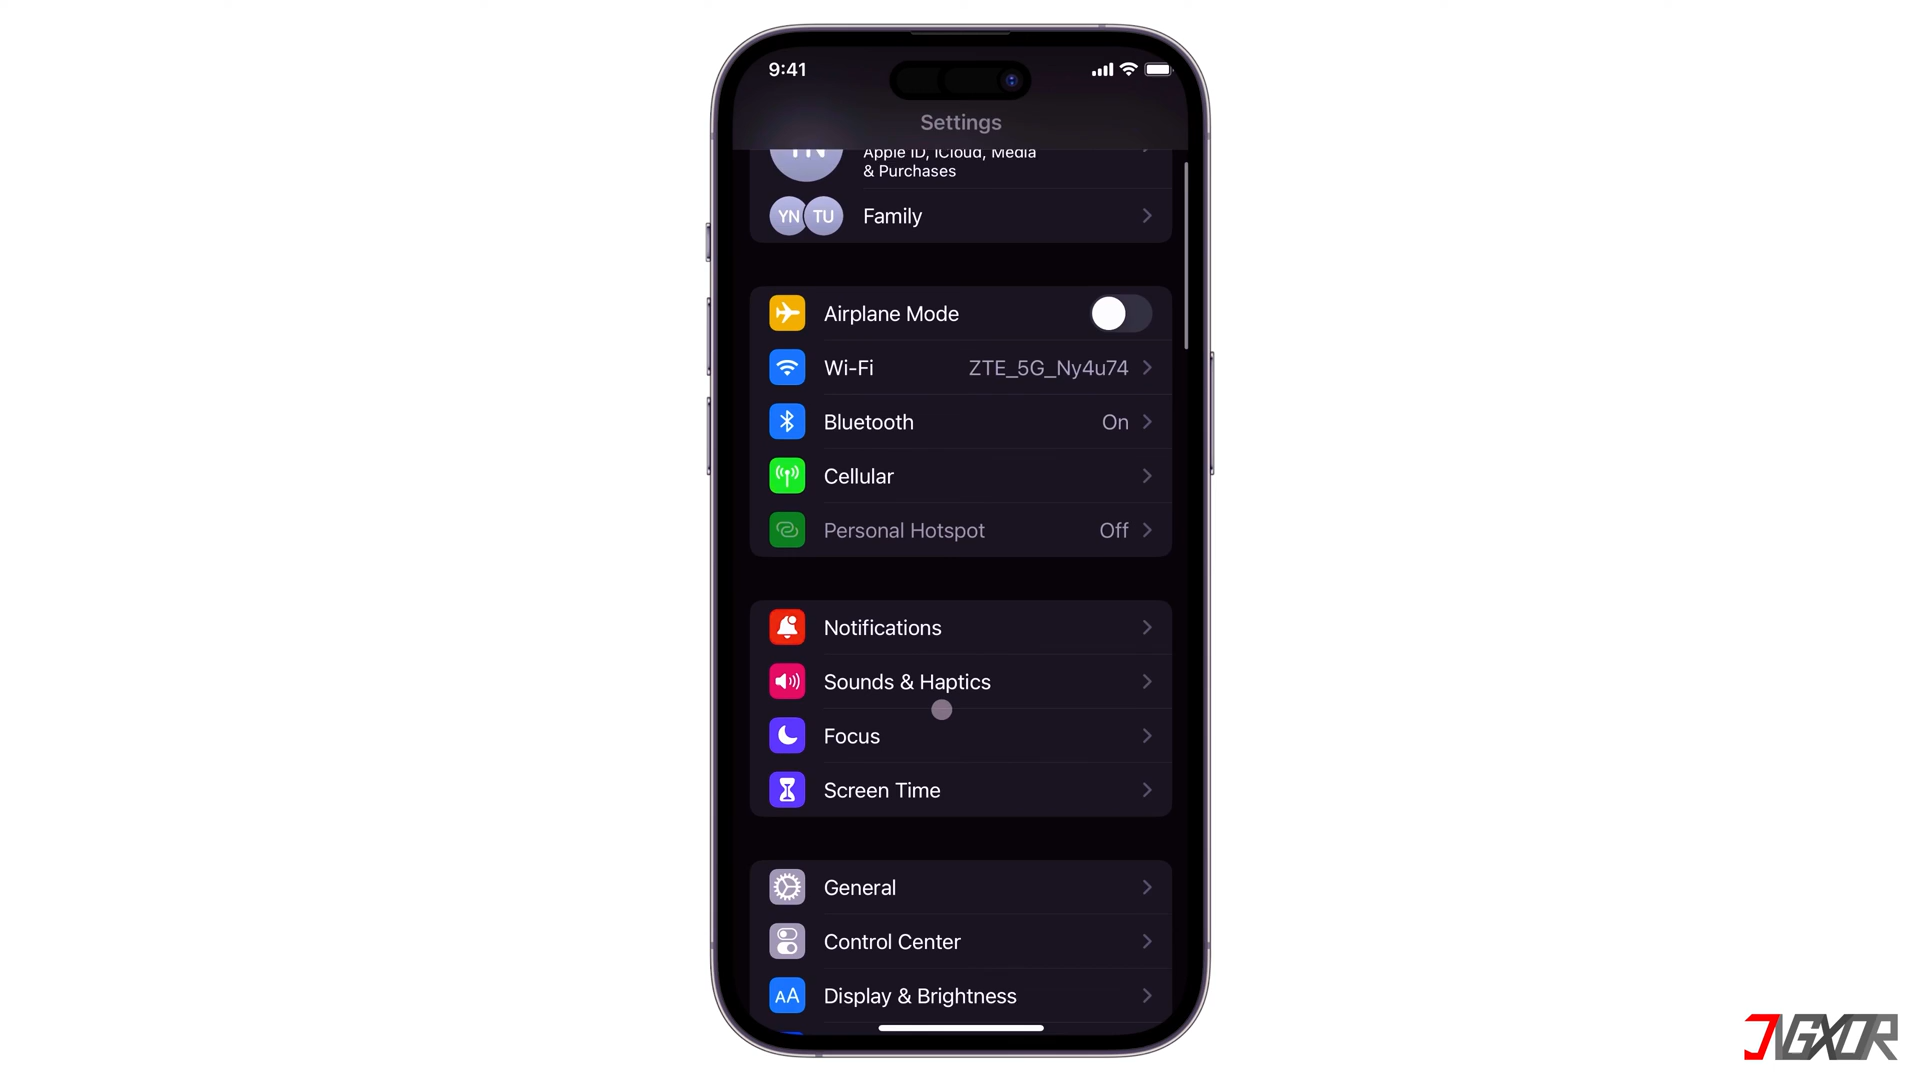 9:41
Settings
Apple ID, iCloud, Media
& Purchases
YN TU Family
Airplane Mode
Wi-Fi ZTE_5G_Ny4u74
Bluetooth On
Cellular
Personal Hotspot Off
Notifications
Sounds & Haptics
Focus
Screen Time
General
Control Center
AA Display & Brightness